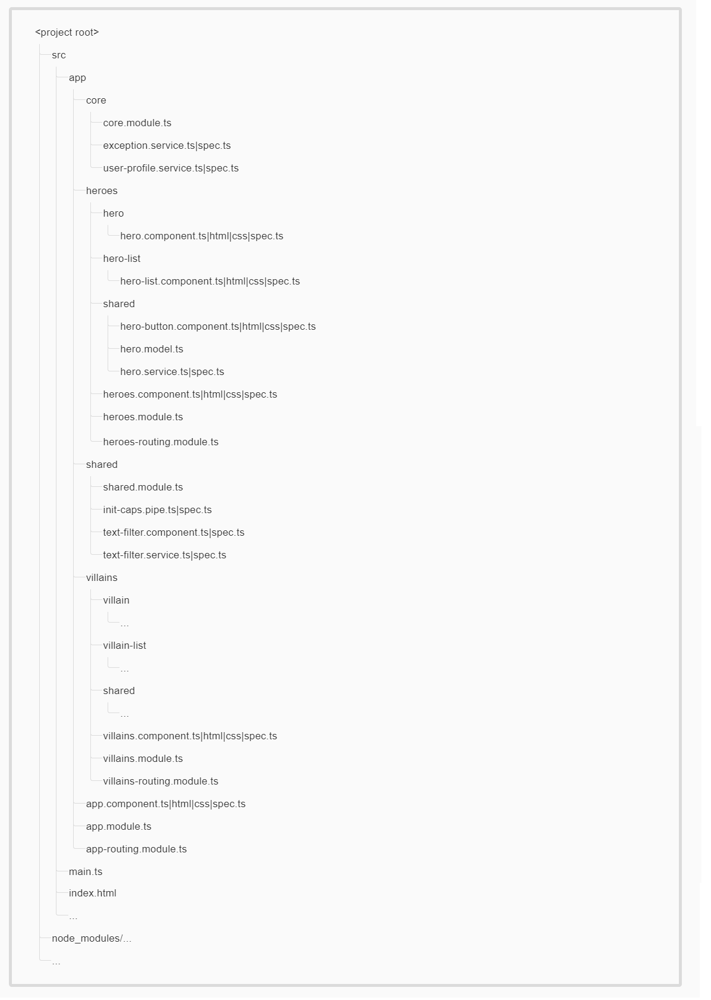 <project root>
src
app
core
core.module.ts
exception.service.ts|spec.ts
user-profile.service.ts|spec.ts
heroes
hero
hero.component.ts|html|css|spec.ts
hero-list
hero-list.component.ts|html|css|spec.ts
shared
hero-button.component.ts|html|css|spec.ts
hero.model.ts
hero.service.ts|spec.ts
heroes.component.ts|html|css|spec.ts
heroes.module.ts
heroes-routing.module.ts
shared
shared.module.ts
init-caps.pipe.ts|spec.ts
text-filter.component.ts|spec.ts
text-filter.service.ts|spec.ts
villains
villain
...
villain-list
...
shared
...
villains.component.ts|html|css|spec.ts
villains.module.ts
villains-routing.module.ts
app.component.ts|html|css|spec.ts
app.module.ts
app-routing.module.ts
main.ts
index.html
...
node_modules/...
...